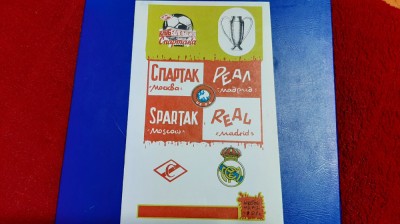 Спартак Реал
·москва· ·мадрид·
Spartak Real
·moscow· ·madrid·